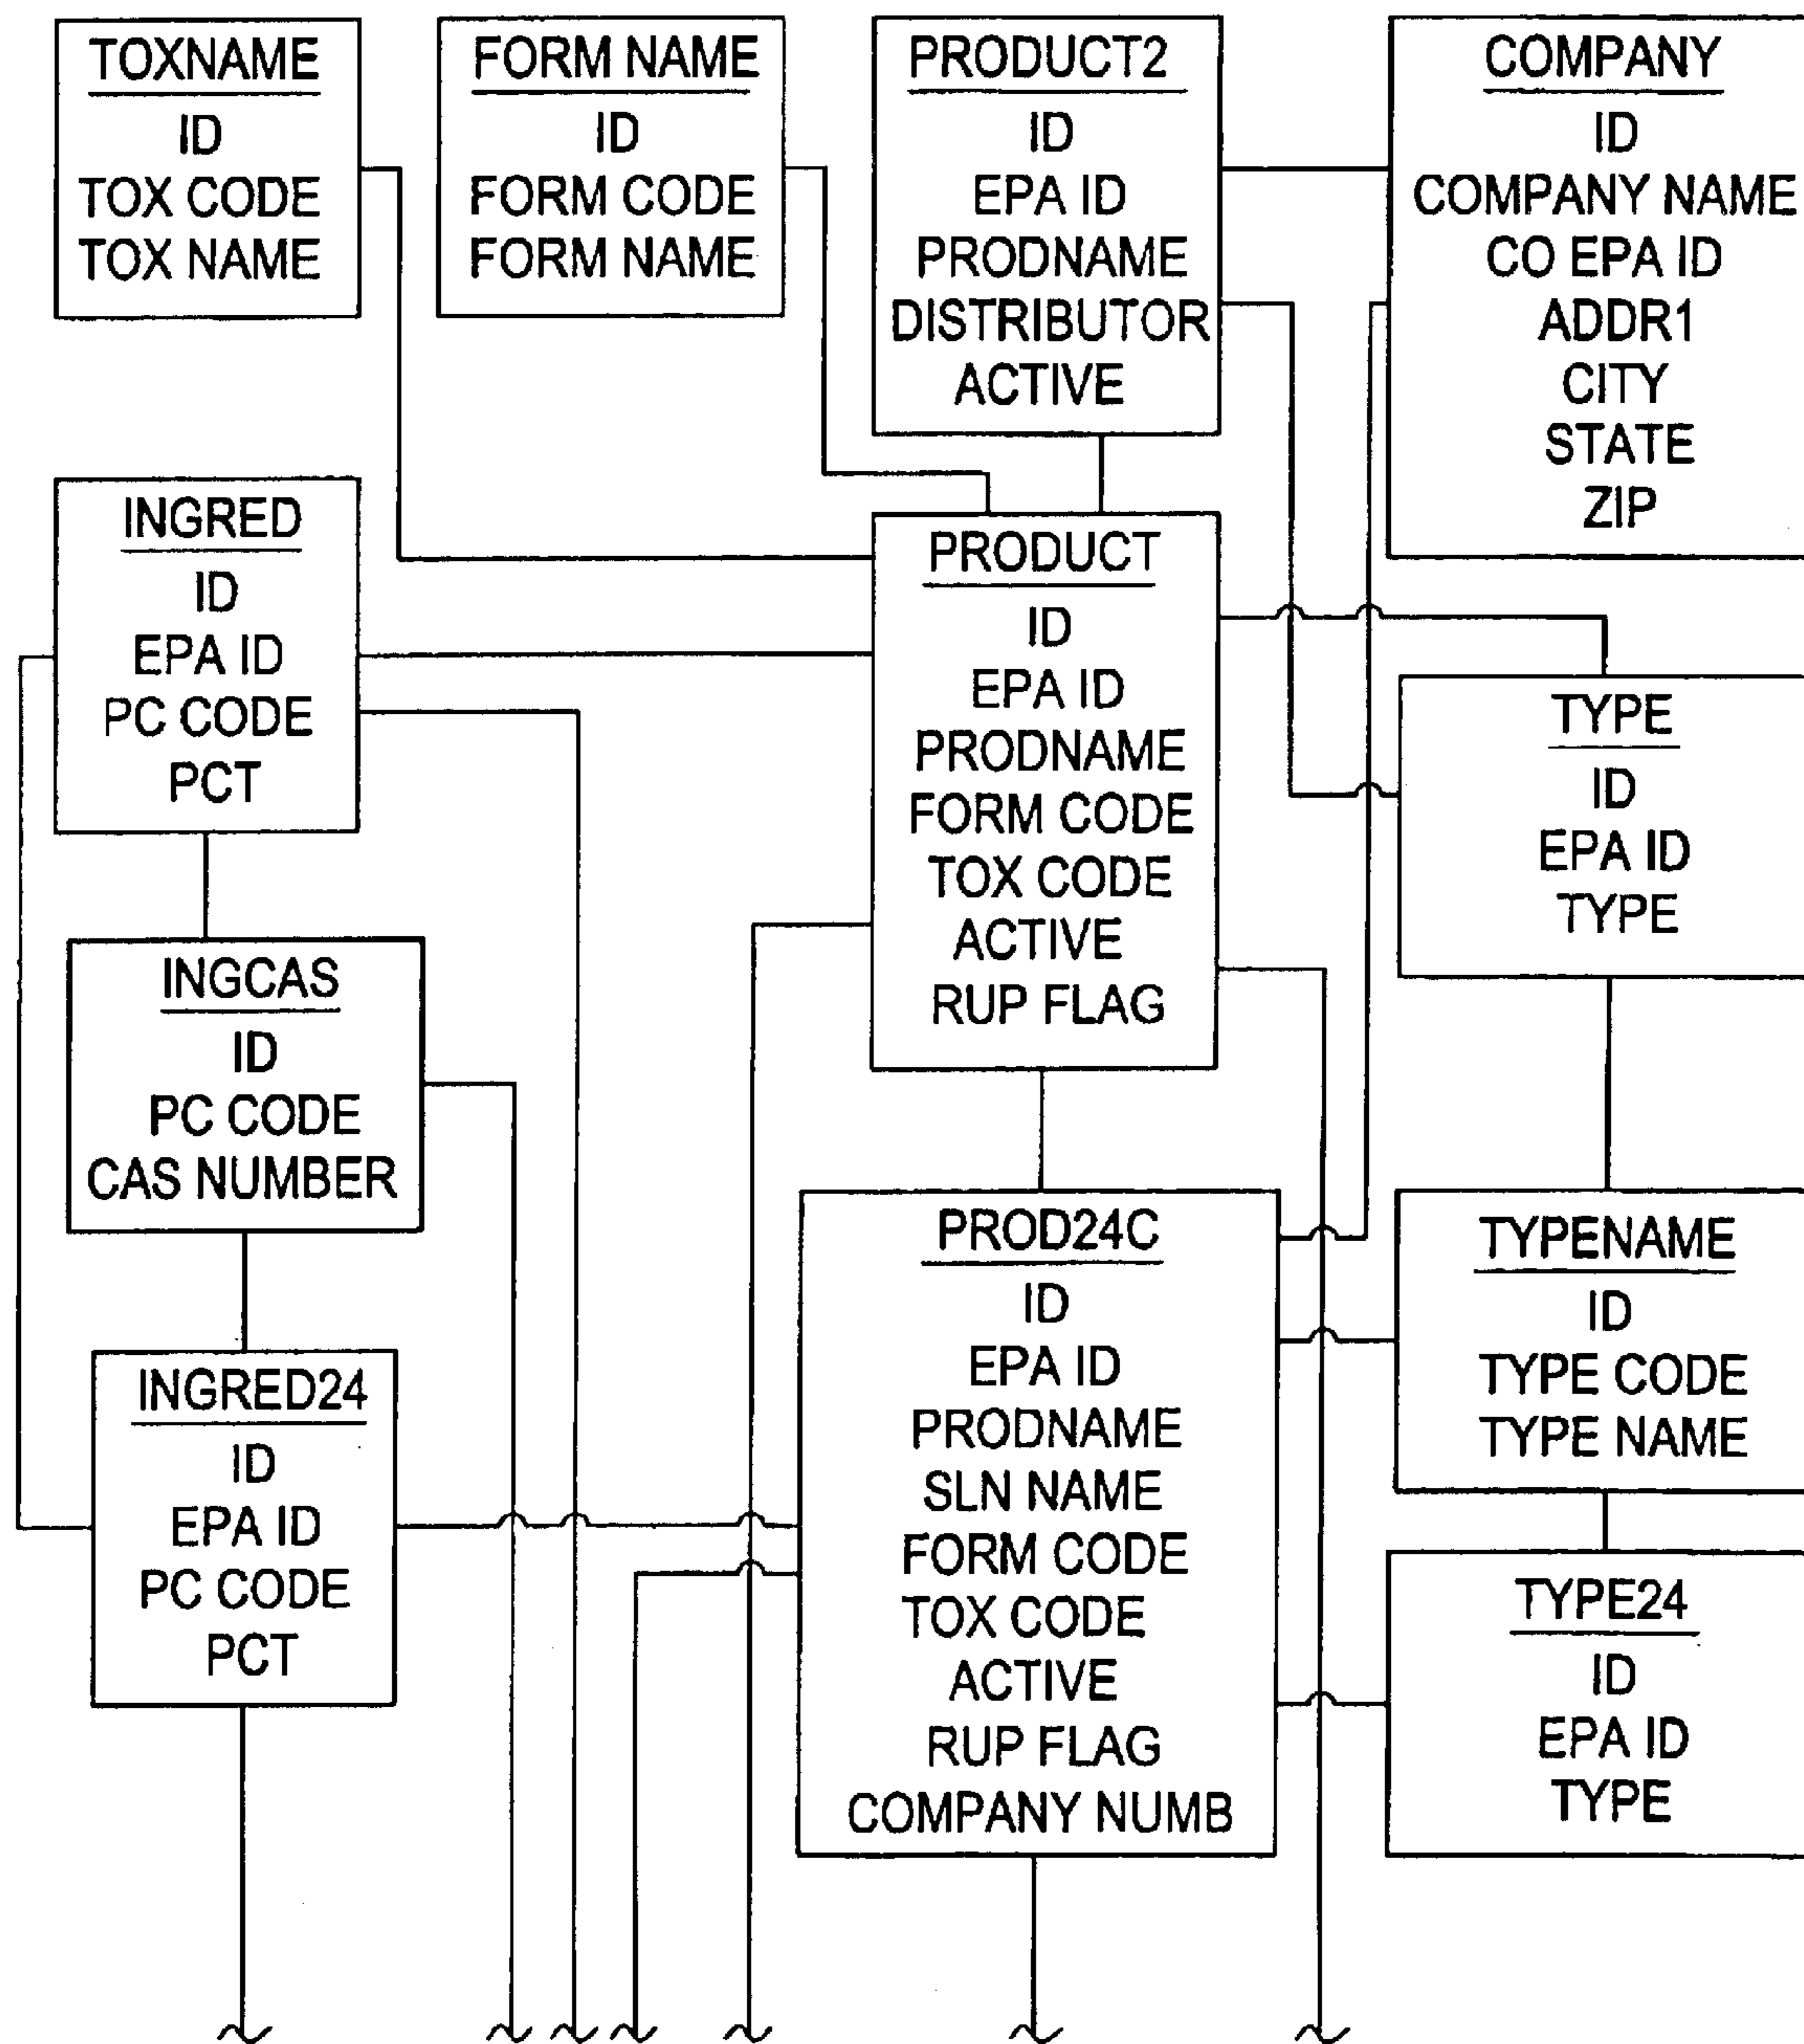 TOXNAME
ID
TOX CODE
TOX NAME
FORM NAME
ID
FORM CODE
FORM NAME
PRODUCT2
ID
EPA ID
PRODNAME
DISTRIBUTOR
ACTIVE
COMPANY
ID
COMPANY NAME
CO EPA ID
ADDR1
CITY
STATE
ZIP
INGRED
ID
EPA ID
PC CODE
PCT
PRODUCT
ID
EPA ID
PRODNAME
FORM CODE
TOX CODE
ACTIVE
RUP FLAG
TYPE
ID
EPA ID
TYPE
INGCAS
ID
PC CODE
CAS NUMBER
PROD24C
ID
EPA ID
PRODNAME
SLN NAME
FORM CODE
TOX CODE
ACTIVE
RUP FLAG
COMPANY NUMB
TYPENAME
ID
TYPE CODE
TYPE NAME
INGRED24
ID
EPA ID
PC CODE
PCT
TYPE24
ID
EPA ID
TYPE